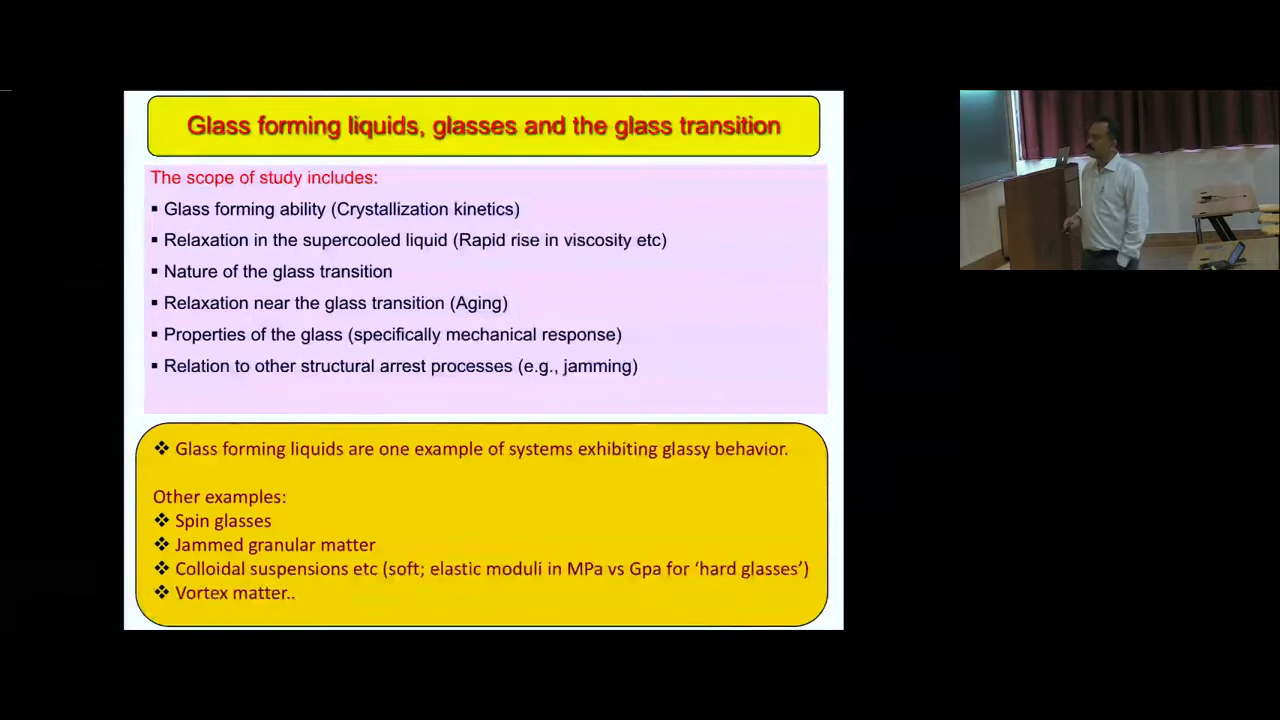 Glass forming liquids, glasses and the glass transition
The scope of study includes:
▪ Glass forming ability (Crystallization kinetics)
▪ Relaxation in the supercooled liquid (Rapid rise in viscosity etc)
▪ Nature of the glass transition
▪ Relaxation near the glass transition (Aging)
▪ Properties of the glass (specifically mechanical response)
▪ Relation to other structural arrest processes (e.g., jamming)
❖ Glass forming liquids are one example of systems exhibiting glassy behavior.
Other examples:
❖ Spin glasses
❖ Jammed granular matter
❖ Colloidal suspensions etc (soft; elastic moduli in MPa vs Gpa for ‘hard glasses’)
❖ Vortex matter..